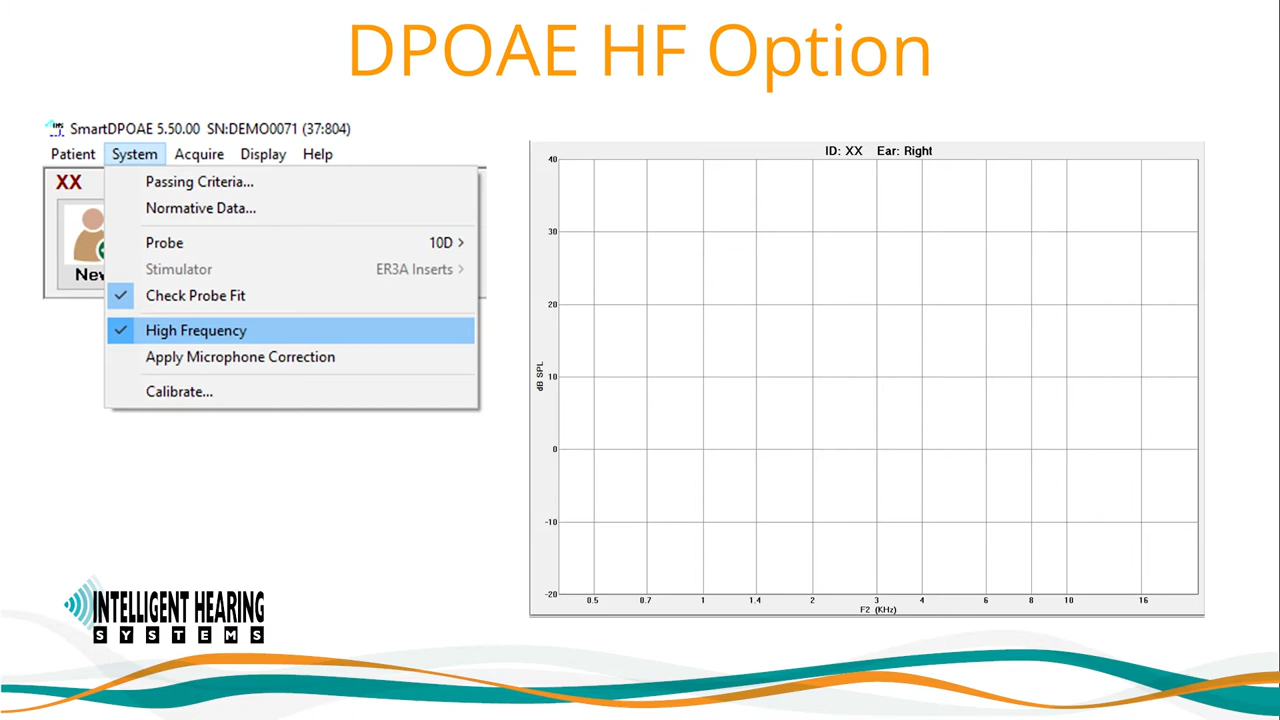 DPOAE HF Option
SmartDPOAE 5.50.00 SN:DEMO0071 (37:804)
Patient System Acquire Display Help
XX
New
Passing Criteria...
Normative Data...
Probe 10D >
Stimulator ER3A Inserts >
Check Probe Fit
High Frequency
Apply Microphone Correction
Calibrate...
ID: XX Ear: Right
40
30
20
10
0
-10
-20
dB SPL
0.5 0.7 1 1.4 2 3 4 6 8 10 16
F2 (KHz)
INTELLIGENT HEARING
SYSTEMS